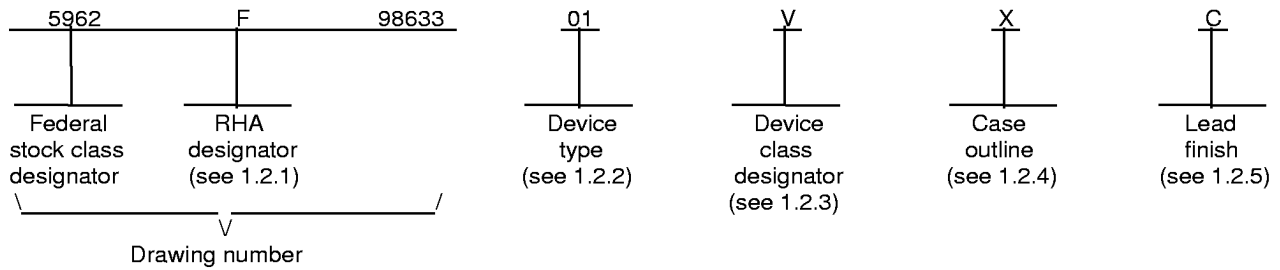 5962 F 98633 01 V X C
Federal stock class designator
RHA designator (see 1.2.1)
Device type (see 1.2.2)
Device class designator (see 1.2.3)
Case outline (see 1.2.4)
Lead finish (see 1.2.5)
\ / \/
Drawing number